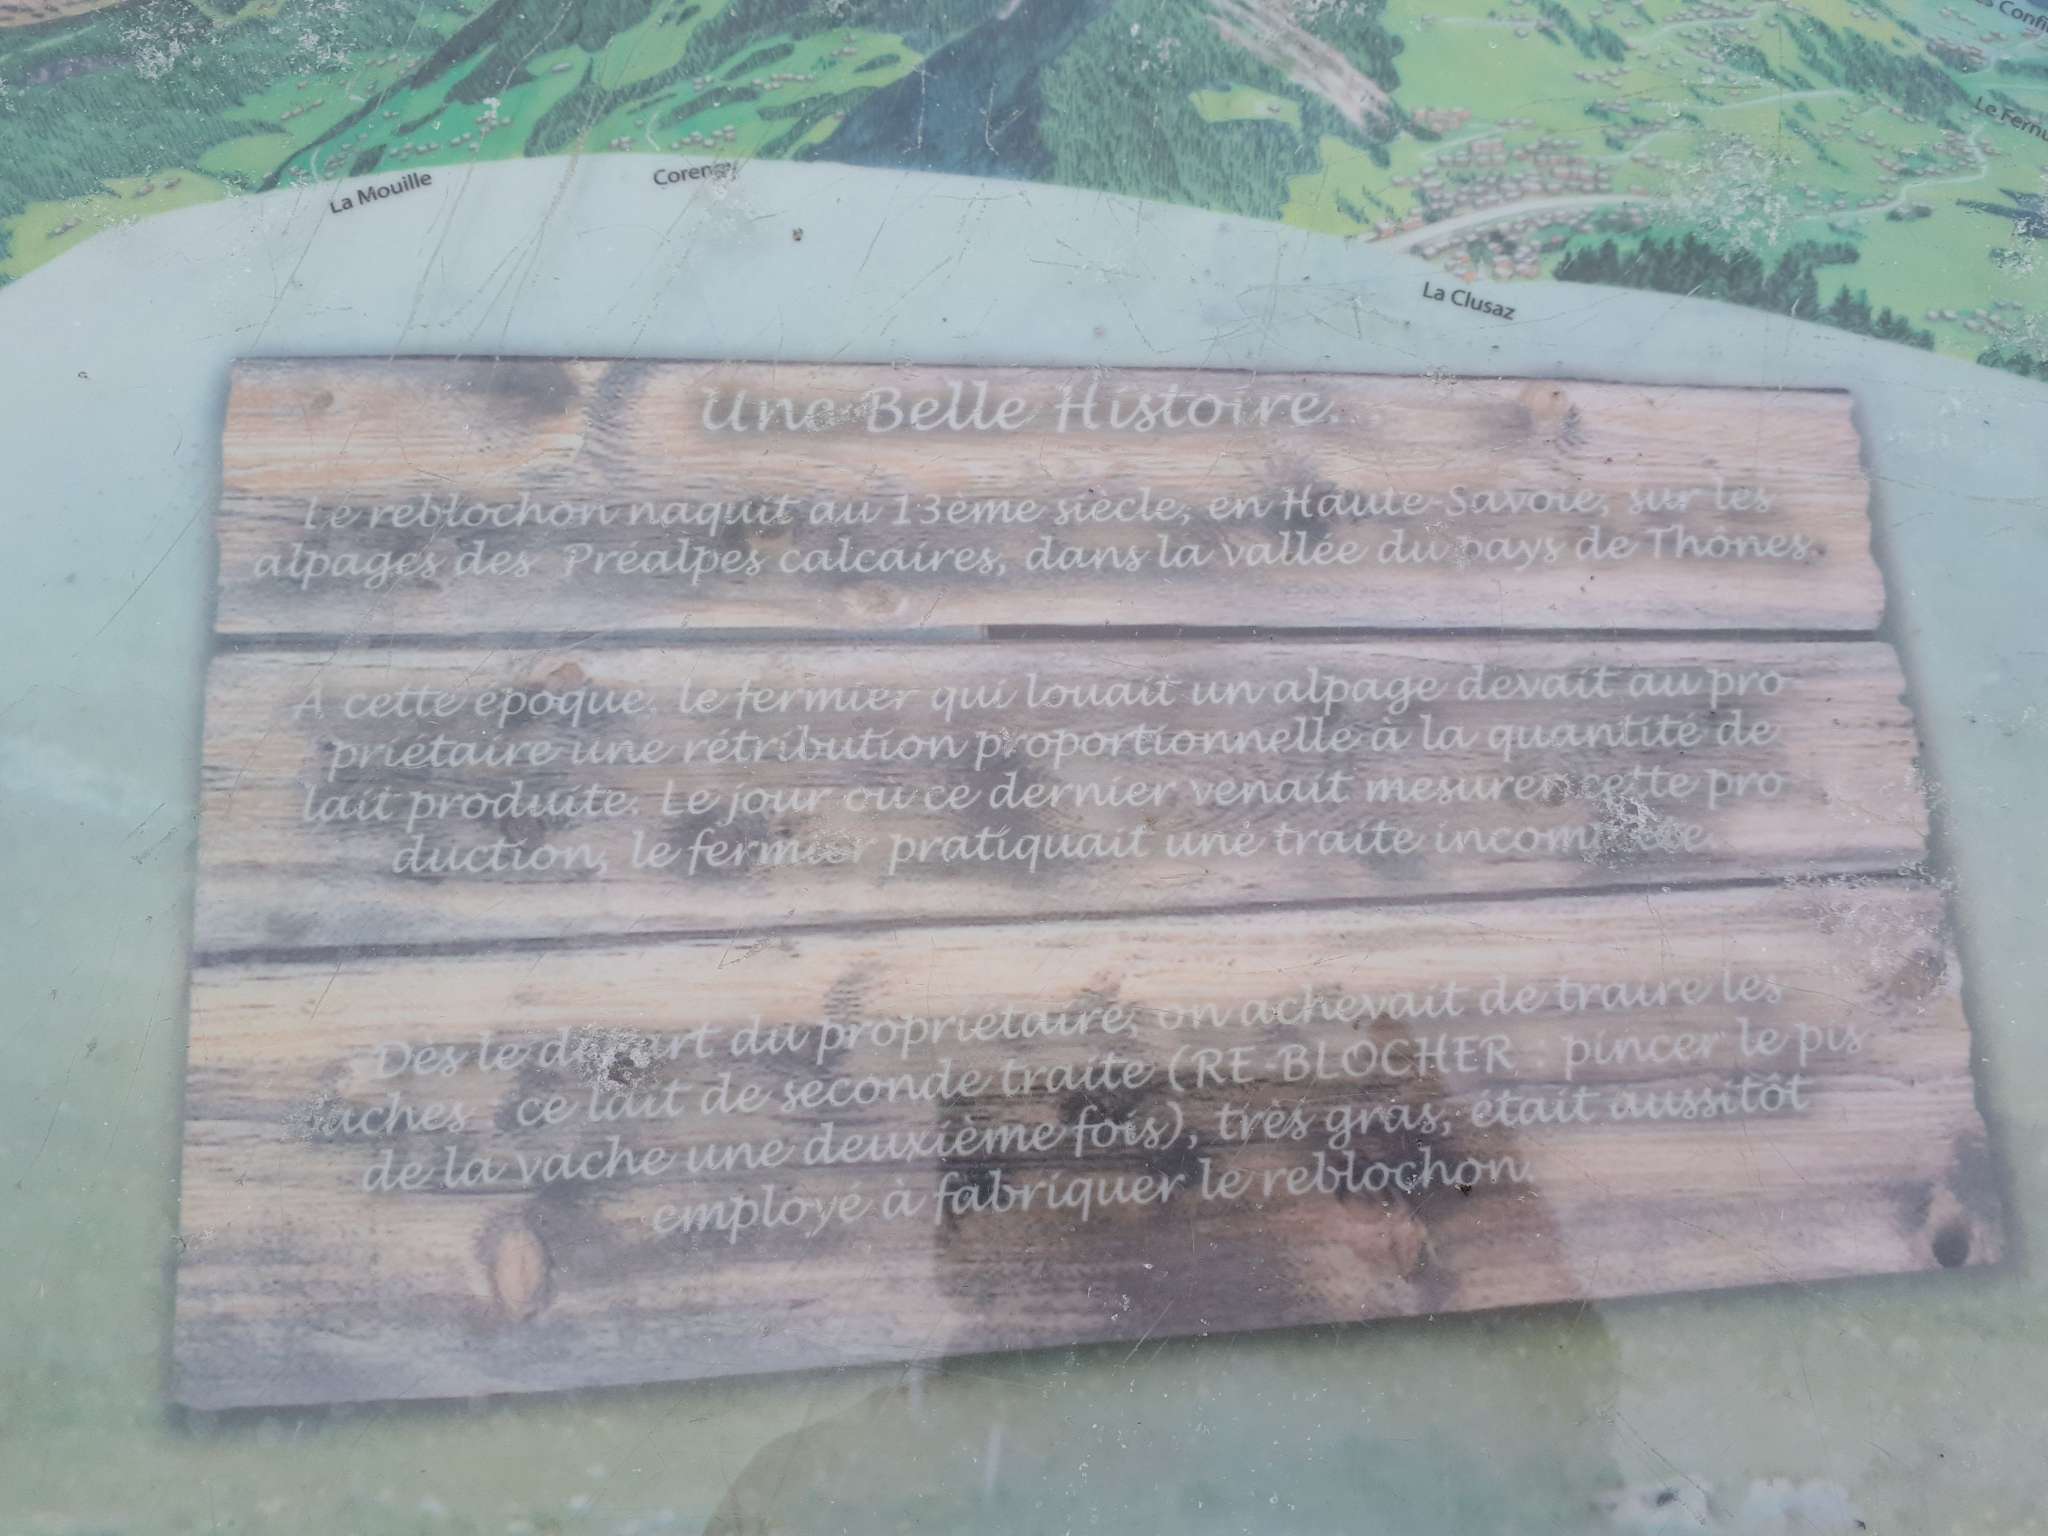 s Confi
Le Fernu
La Mouille
Coren
La Clusaz
Une Belle Histoire.
Le reblochon naquit au 13ème siècle, en Haute-Savoie, sur les
alpages des Préalpes calcaires, dans la vallée du pays de Thônes.
A cette époque, le fermier qui louait un alpage devait au pro
priétaire une rétribution proportionnelle à la quantité de
lait produite. Le jour ou ce dernier venait mesurer cette pro
duction, le fermier pratiquait une traite incomplète
Dès le départ du propriétaire, on achevait de traire les
vaches ce lait de seconde traite (RE-BLOCHER : pincer le pis
de la vache une deuxième fois), très gras, était aussitôt
employé à fabriquer le reblochon.